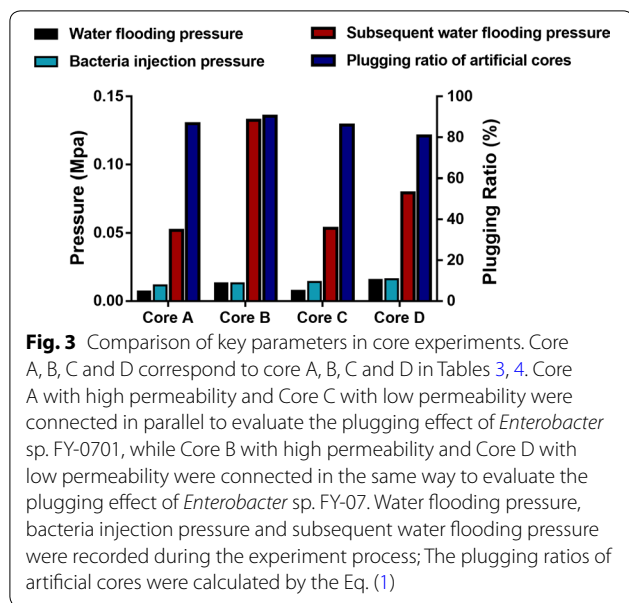 Water flooding pressure
Subsequent water flooding pressure
Bacteria injection pressure
Plugging ratio of artificial cores
Pressure (Mpa)
0.15
0.10
0.05
0.00
100
80
60
40
20
0
Plugging Ratio (%)
Core A
Core B
Core C
Core D
Fig. 3 Comparison of key parameters in core experiments. Core
A, B, C and D correspond to core A, B, C and D in Tables 3, 4. Core
A with high permeability and Core C with low permeability were
connected in parallel to evaluate the plugging effect of Enterobacter
sp. FY-0701, while Core B with high permeability and Core D with
low permeability were connected in the same way to evaluate the
plugging effect of Enterobacter sp. FY-07. Water flooding pressure,
bacteria injection pressure and subsequent water flooding pressure
were recorded during the experiment process; The plugging ratios of
artificial cores were calculated by the Eq. (1)